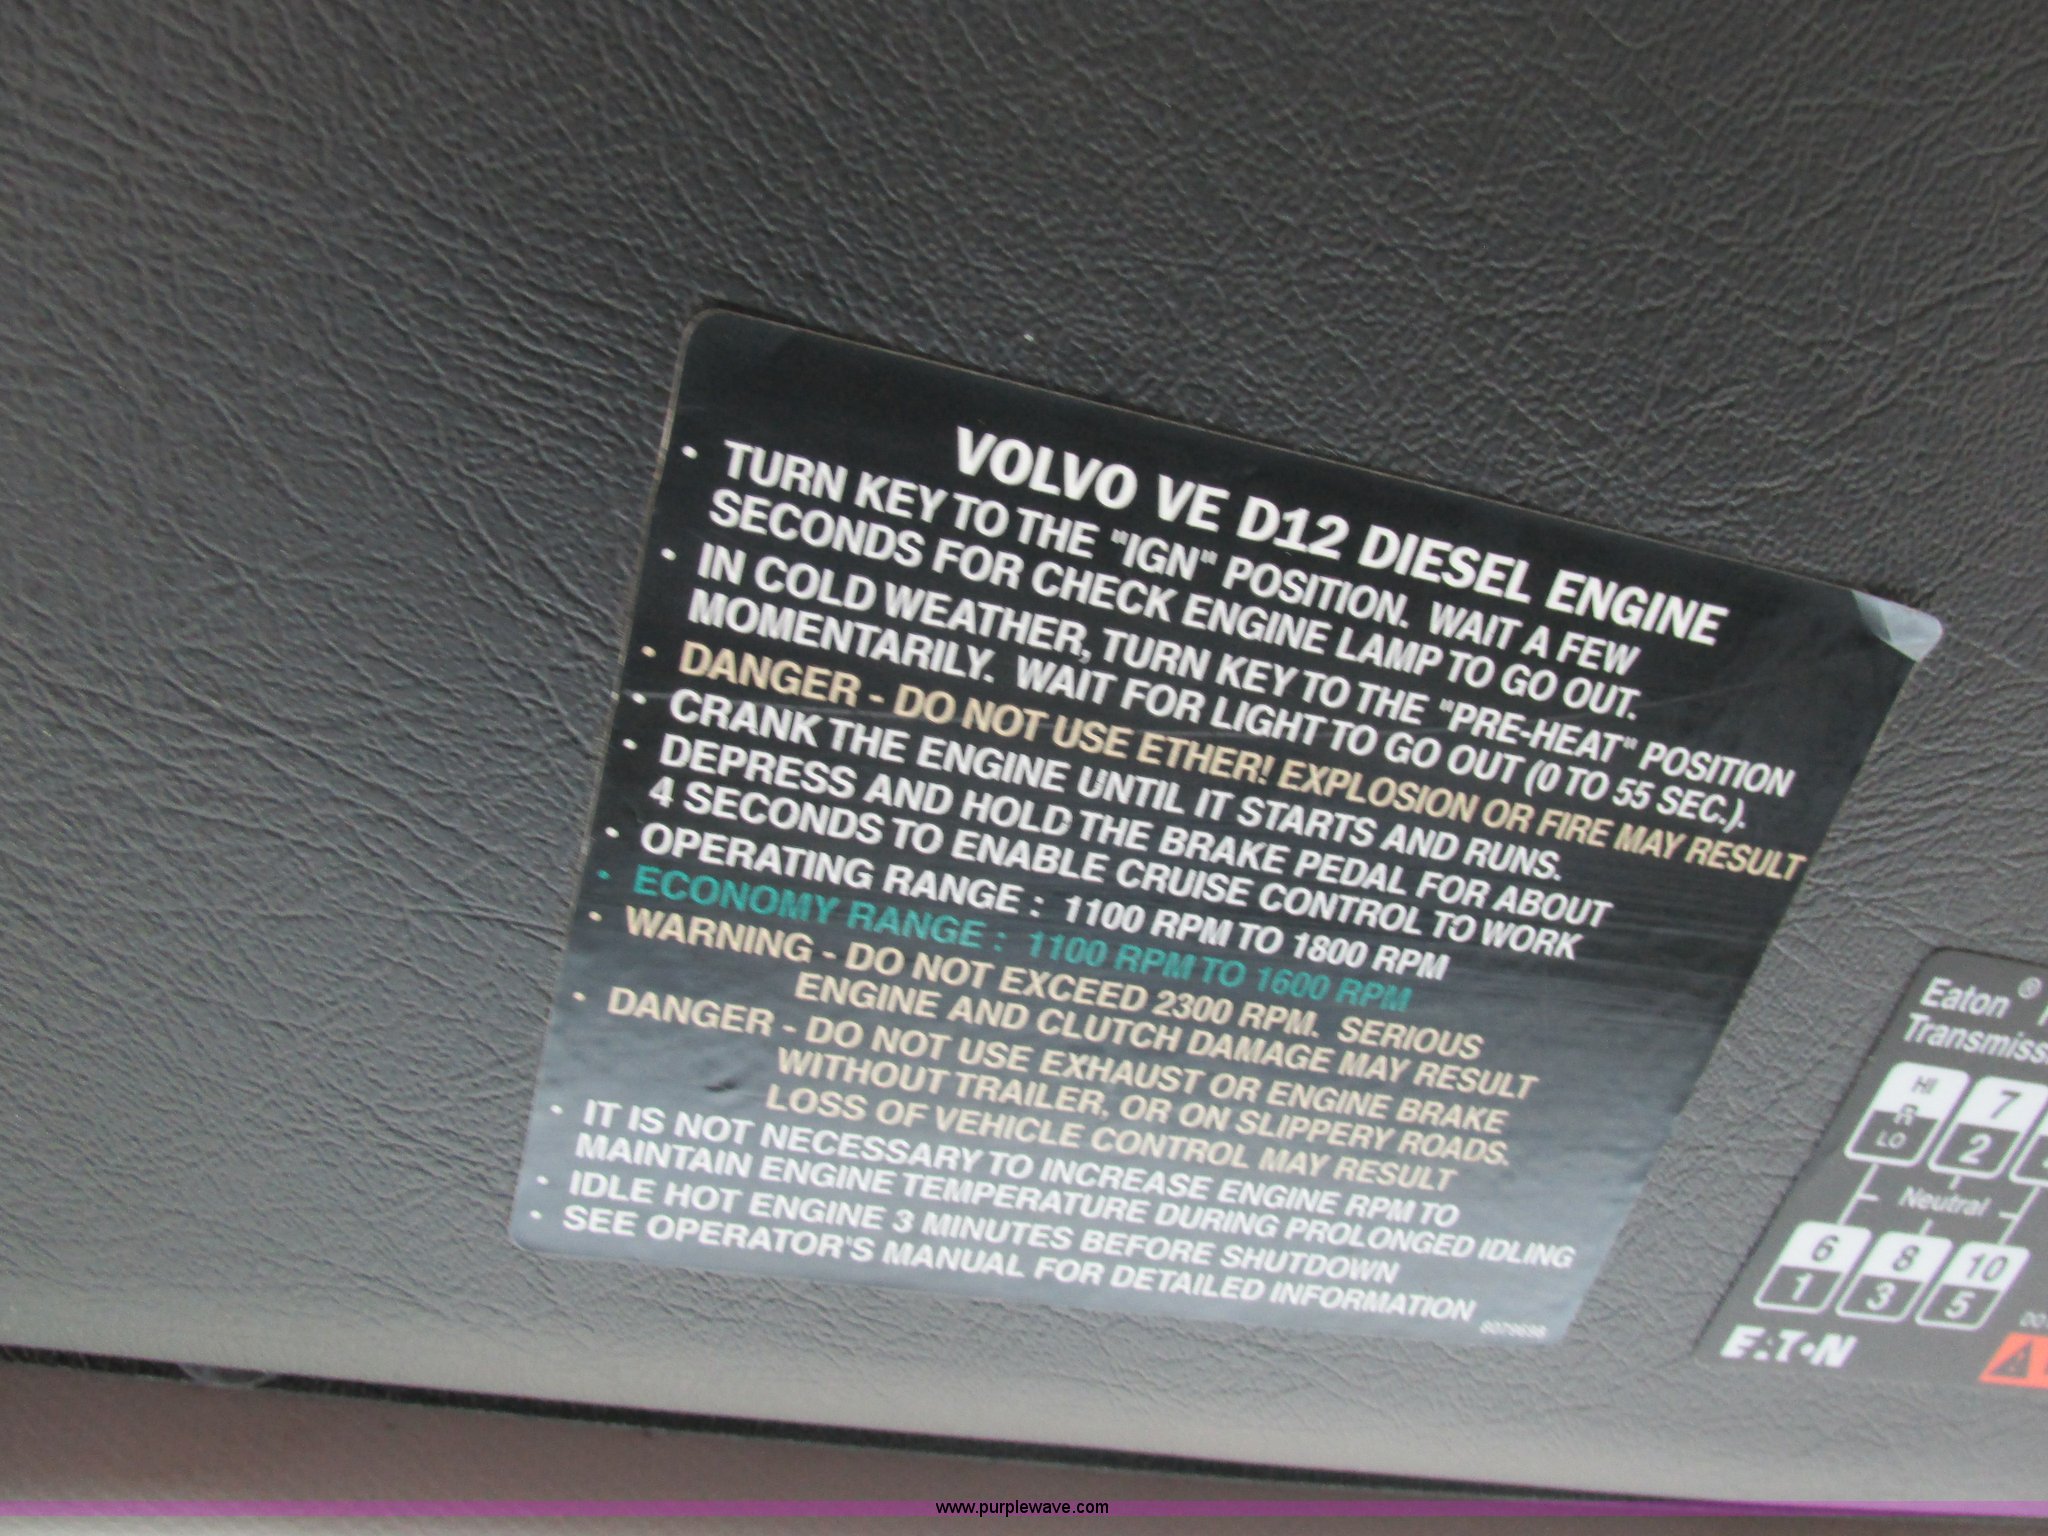 VOLVO VE D12 DIESEL ENGINE
• TURN KEY TO THE "IGN" POSITION. WAIT A FEW
SECONDS FOR CHECK ENGINE LAMP TO GO OUT.
• IN COLD WEATHER, TURN KEY TO THE "PRE-HEAT" POSITION
MOMENTARILY. WAIT FOR LIGHT TO GO OUT (0 TO 55 SEC.).
• DANGER - DO NOT USE ETHER! EXPLOSION OR FIRE MAY RESULT
• CRANK THE ENGINE UNTIL IT STARTS AND RUNS.
• DEPRESS AND HOLD THE BRAKE PEDAL FOR ABOUT
4 SECONDS TO ENABLE CRUISE CONTROL TO WORK
• OPERATING RANGE : 1100 RPM TO 1800 RPM
• ECONOMY RANGE : 1100 RPM TO 1600 RPM
• WARNING - DO NOT EXCEED 2300 RPM. SERIOUS
ENGINE AND CLUTCH DAMAGE MAY RESULT
• DANGER - DO NOT USE EXHAUST OR ENGINE BRAKE
WITHOUT TRAILER, OR ON SLIPPERY ROADS.
LOSS OF VEHICLE CONTROL MAY RESULT
• IT IS NOT NECESSARY TO INCREASE ENGINE RPM TO
MAINTAIN ENGINE TEMPERATURE DURING PROLONGED IDLING
• IDLE HOT ENGINE 3 MINUTES BEFORE SHUTDOWN
• SEE OPERATOR'S MANUAL FOR DETAILED INFORMATION
Eaton ®
HI 7
R
LO 2
Neutral
6 8 10
1 3 5
EATON
www.purplewave.com